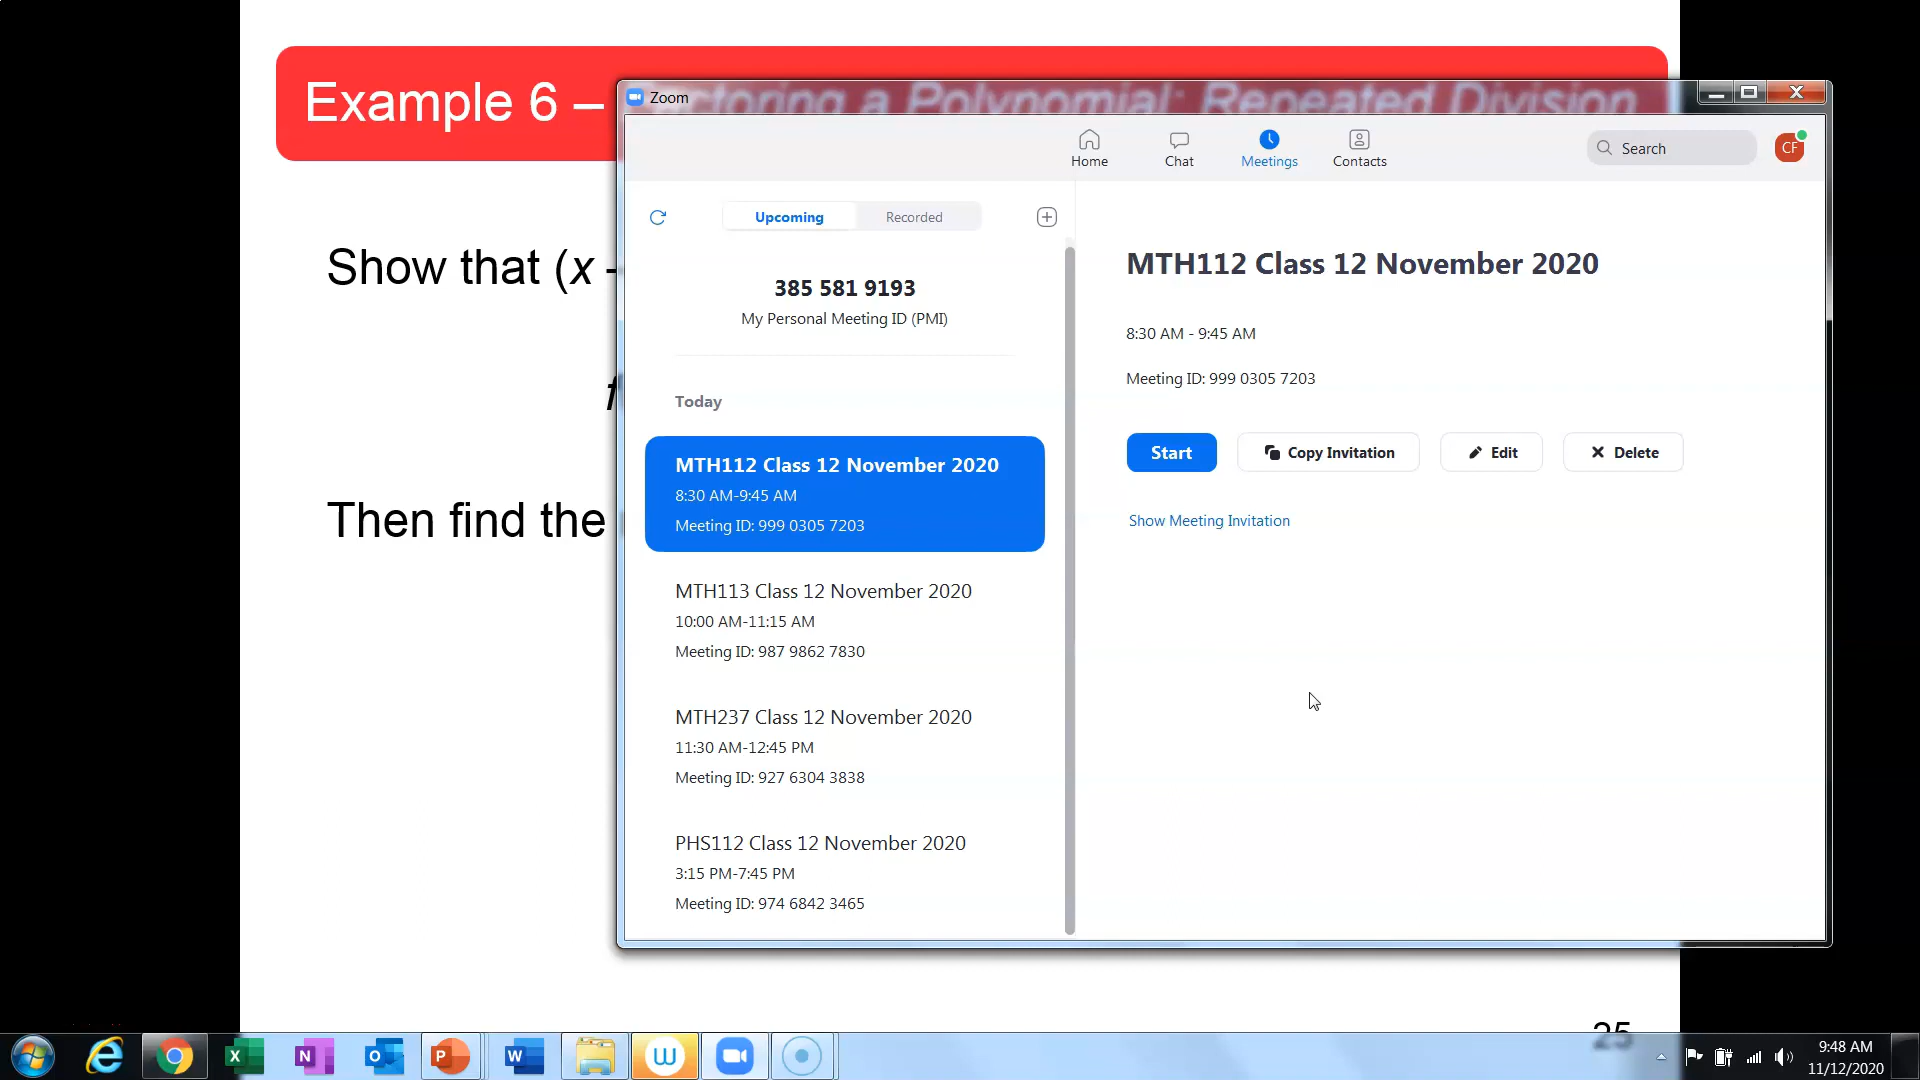 Example 6 – Factoring a Polynomial: Repeated Division
Zoom
Home
Chat
Meetings
Contacts
Search
CF
Upcoming
Recorded
385 581 9193
My Personal Meeting ID (PMI)
Today
MTH112 Class 12 November 2020
8:30 AM-9:45 AM
Meeting ID: 999 0305 7203
MTH113 Class 12 November 2020
10:00 AM-11:15 AM
Meeting ID: 987 9862 7830
MTH237 Class 12 November 2020
11:30 AM-12:45 PM
Meeting ID: 927 6304 3838
PHS112 Class 12 November 2020
3:15 PM-7:45 PM
Meeting ID: 974 6842 3465
MTH112 Class 12 November 2020
8:30 AM - 9:45 AM
Meeting ID: 999 0305 7203
Start
Copy Invitation
Edit
Delete
Show Meeting Invitation
Show that (x -
f
Then find the
25
9:48 AM
11/12/2020